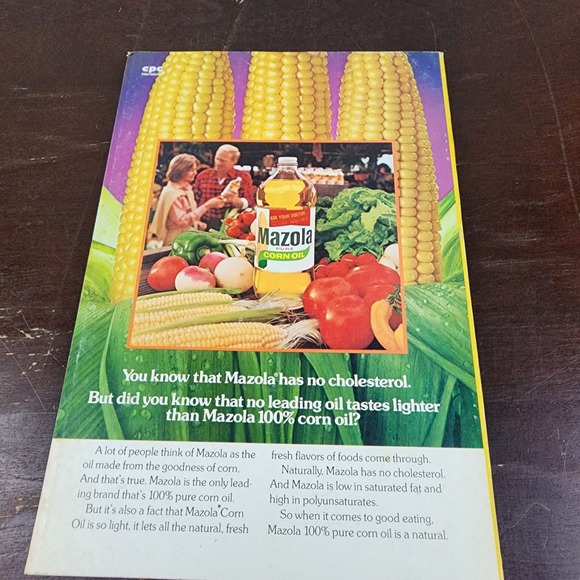 cpc
ASK YOUR DOCTOR
Mazola
PURE
CORN OIL
You know that Mazola® has no cholesterol.
But did you know that no leading oil tastes lighter
than Mazola 100% corn oil?
A lot of people think of Mazola as the
oil made from the goodness of corn.
And that's true. Mazola is the only lead-
ing brand that's 100% pure corn oil.
But it's also a fact that Mazola® Corn
Oil is so light, it lets all the natural, fresh
fresh flavors of foods come through.
Naturally, Mazola has no cholesterol.
And Mazola is low in saturated fat and
high in polyunsaturates.
So when it comes to good eating,
Mazola 100% pure corn oil is a natural.